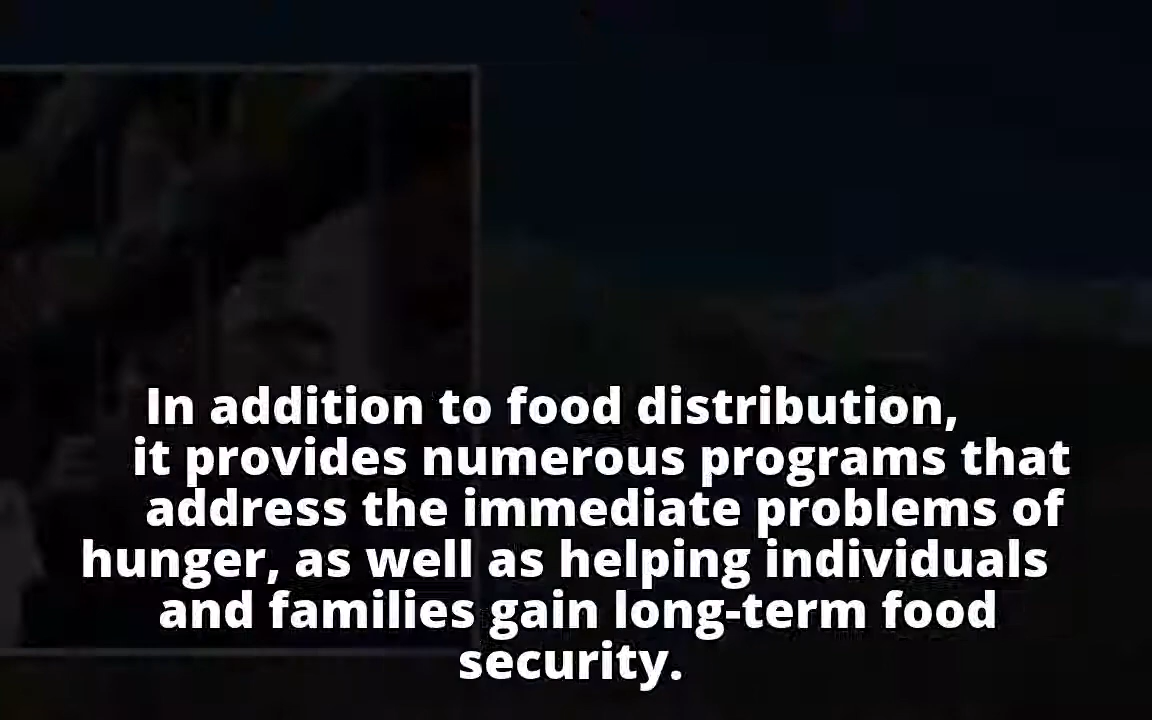 In addition to food distribution,
it provides numerous programs that
address the immediate problems of
hunger, as well as helping individuals
and families gain long-term food
security.